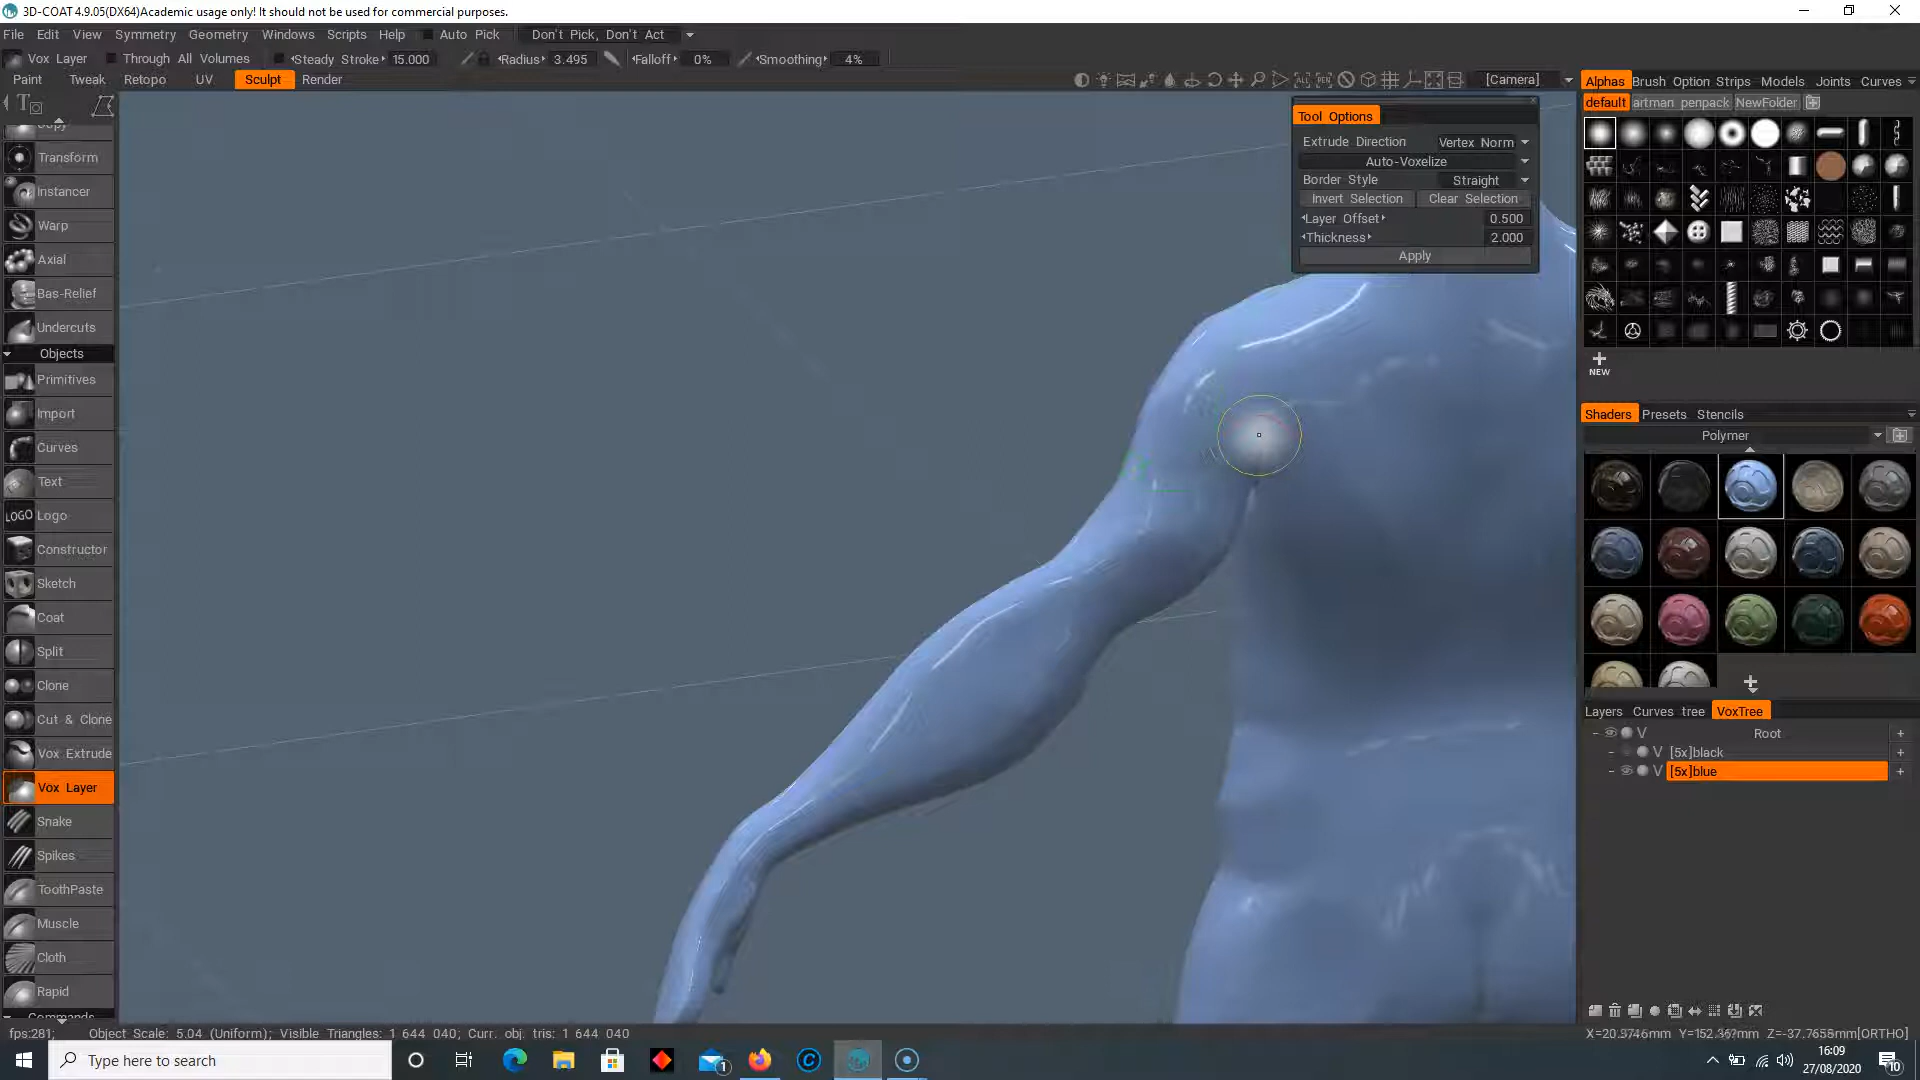 3D-COAT 4.9.05(DX64)Academic usage only! It should not be used for commercial purposes.
File Edit View Symmetry Geometry Windows Scripts Help Auto Pick Don't Pick, Don't Act
Vox Layer Through All Volumes Steady Stroke 15.000 Radius 3.495 Falloff 0% Smoothing 4%
Paint Tweak Retopo UV Sculpt Render [Camera]
Alphas Brush Option Strips Models Joints Curves
default artman penpack NewFolder
NEW
Tool Options
Extrude Direction Vertex Norm
Auto-Voxelize
Border Style Straight
Invert Selection Clear Selection
Layer Offset 0.500
Thickness 2.000
Apply
Copy
Transform
Instancer
Warp
Axial
Bas-Relief
Undercuts
Objects
Primitives
Import
Curves
Text
LOGO Logo
Constructor
Sketch
Coat
Split
Clone
Cut & Clone
Vox Extrude
Vox Layer
Snake
Spikes
ToothPaste
Muscle
Cloth
Rapid
Commands
Shaders Presets Stencils
Polymer
Layers Curves tree VoxTree
V Root
V [5x]black
V [5x]blue
fps:281; Object Scale: 5.04 (Uniform); Visible Triangles: 1 644 040; Curr. obj. tris: 1 644 040
[ORTHO]
Type here to search
1
16:09
27/08/2020
10